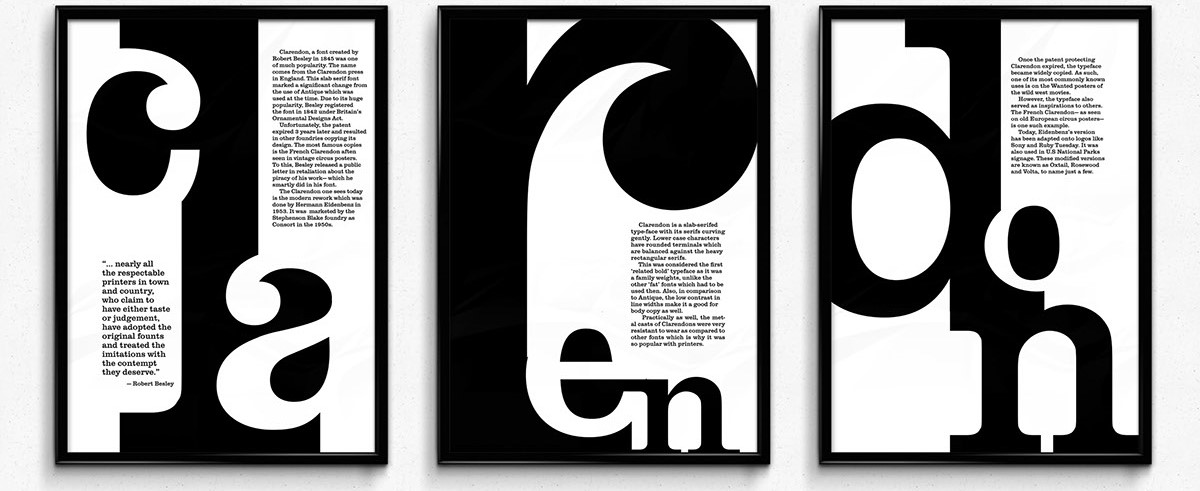 c
l
a
Clarendon, a font created by
Robert Besley in 1845 was one
of much popularity. The name
comes from the Clarendon press
in England. This slab serif font
marked a significant change from
the use of Antique which was
used at the time. Due to its huge
popularity, Besley registered
the font in 1842 under Britain's
Ornamental Designs Act.
Unfortunately, the patent
expired 3 years later and resulted
in other foundries copying its
design. The most famous copies
is the French Clarendon often
seen in vintage circus posters.
To this, Besley released a public
letter in retaliation about the
piracy of his work— which he
smartly did in his font.
The Clarendon one sees today
is the modern rework which was
done by Hermann Eidenbenz in
1953. It was marketed by the
Stephenson Blake foundry as
Consort in the 1950s.
"... nearly all
the respectable
printers in town
and country,
who claim to
have either taste
or judgement,
have adopted the
original founts
and treated the
imitations with
the contempt
they deserve."
— Robert Besley
r
e
n
Clarendon is a slab-serifed
type-face with its serifs curving
gently. Lower case characters
have rounded terminals which
are balanced against the heavy
rectangular serifs.
This was considered the first
'related bold' typeface as it was
a family weights, unlike the
other 'fat' fonts which had to be
used then. Also, in comparison
to Antique, the low contrast in
line widths make it a good for
body copy as well.
Practically as well, the met-
al casts of Clarendons were very
resistant to wear as compared to
other fonts which is why it was
so popular with printers.
d
o
n
Once the patent protecting
Clarendon expired, the typeface
became widely copied. As such,
one of its most commonly known
uses is on the Wanted posters of
the wild west movies.
However, the typeface also
served as inspirations to others.
The French Clarendon— as seen
on old European circus posters—
is one such example.
Today, Eidenbenz's version
has been adapted onto logos like
Sony and Ruby Tuesday. It was
also used in U.S National Parks
signage. These modified versions
are known as Oxtail, Rosewood
and Volta, to name just a few.